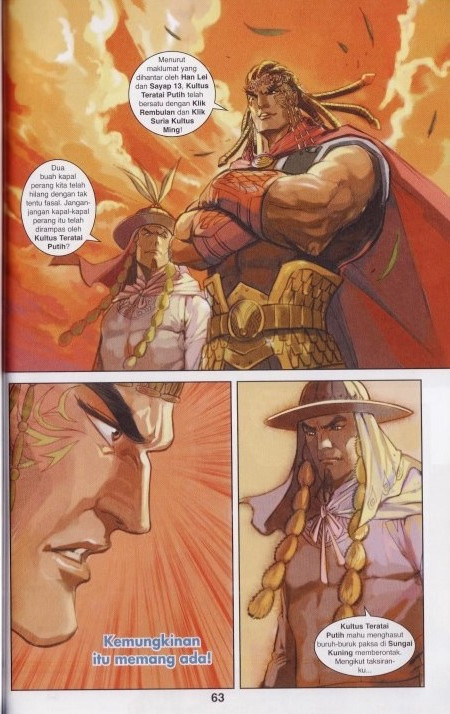 Menurut
maklumat yang
dihantar oleh Han Lei
dan Sayap 13, Kultus
Teratai Putih telah
bersatu dengan Klik
Rembulan dan Klik
Suria Kultus
Ming!
Dua
buah kapal
perang kita telah
hilang dengan tak
tentu fasal. Jangan-
jangan kapal-kapal
perang itu telah
dirampas oleh
Kultus Teratai
Putih?
Kemungkinan
itu memang ada!
Kultus Teratai
Putih mahu menghasut
buruh-buruk paksa di Sungai
Kuning memberontak.
Mengikut taksiran-
ku...
63